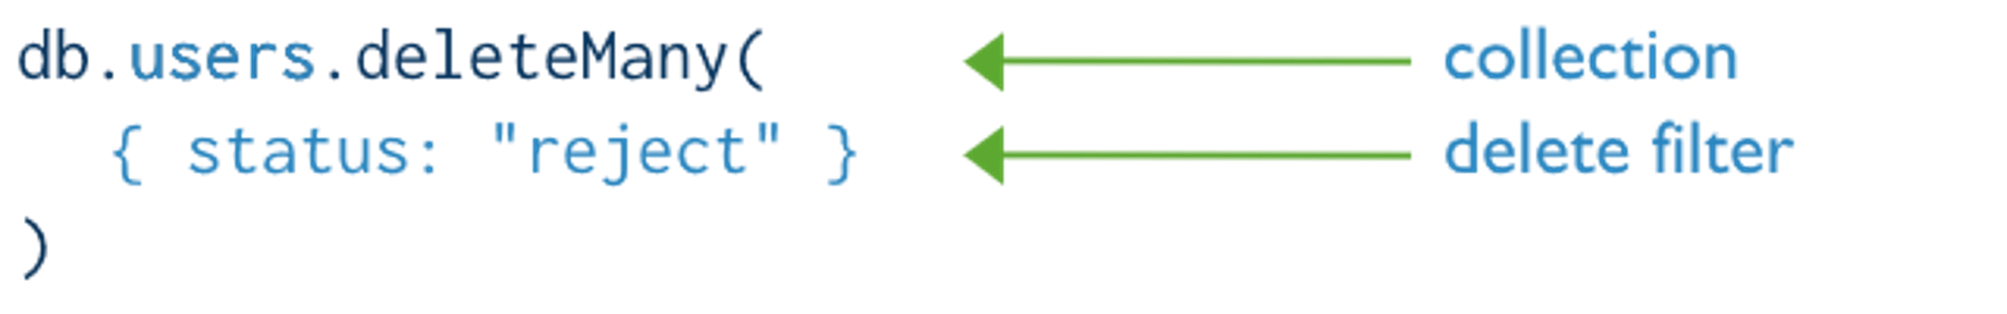 db.users.deleteMany( collection
{ status: "reject" } delete filter
)